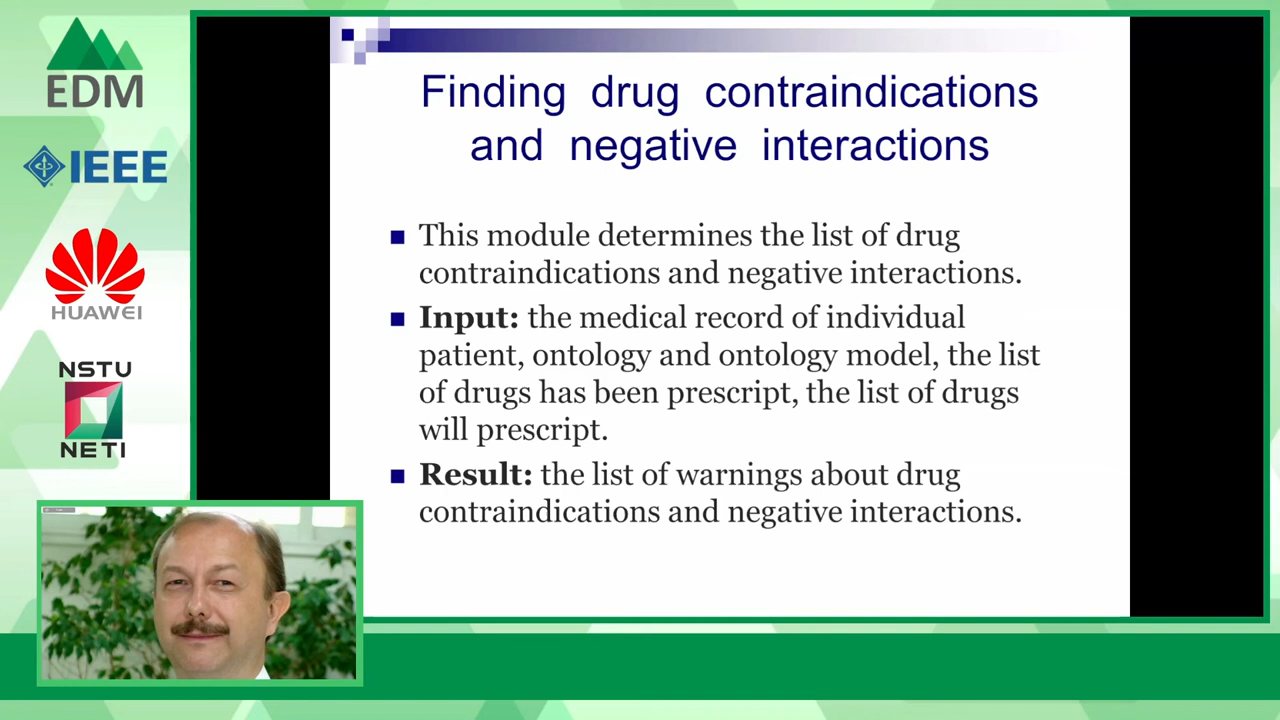 EDM
IEEE
HUAWEI
NSTU
NETI
Finding drug contraindications
and negative interactions
This module determines the list of drug
contraindications and negative interactions.
Input: the medical record of individual
patient, ontology and ontology model, the list
of drugs has been prescript, the list of drugs
will prescript.
Result: the list of warnings about drug
contraindications and negative interactions.